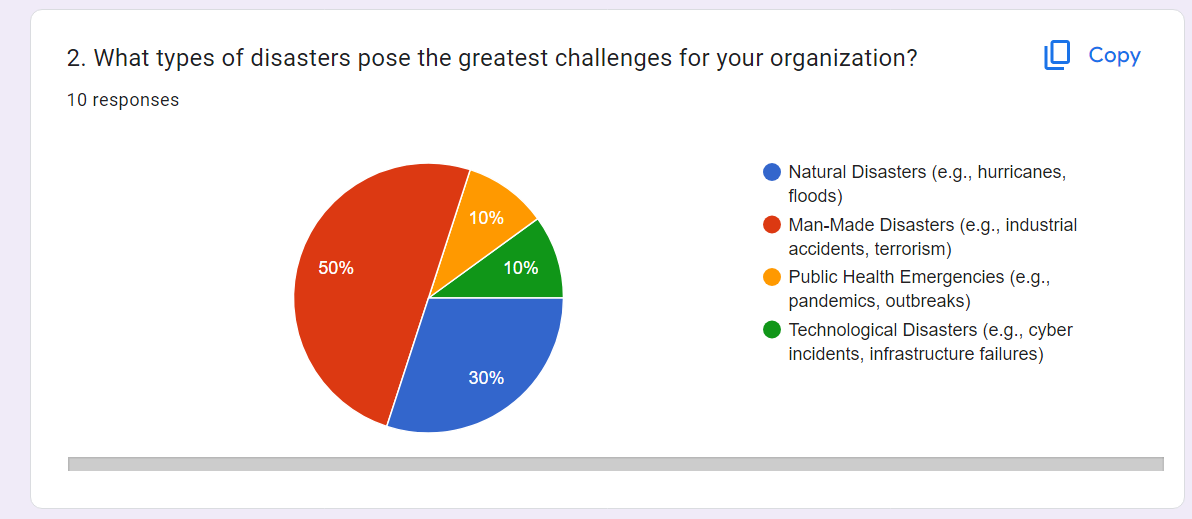 2. What types of disasters pose the greatest challenges for your organization?
Copy
10 responses
10%
50%
10%
30%
Natural Disasters (e.g., hurricanes,
floods)
Man-Made Disasters (e.g., industrial
accidents, terrorism)
Public Health Emergencies (e.g.,
pandemics, outbreaks)
Technological Disasters (e.g., cyber
incidents, infrastructure failures)